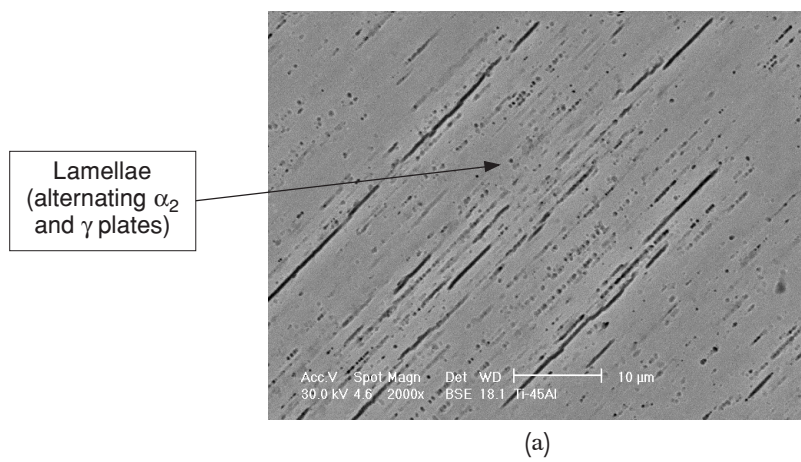 Lamellae
(alternating α₂
and γ plates)
Acc.V Spot Magn Det WD 10 µm
30.0 kV 4.6 2000x BSE 18.1 Ti-45Al
(a)